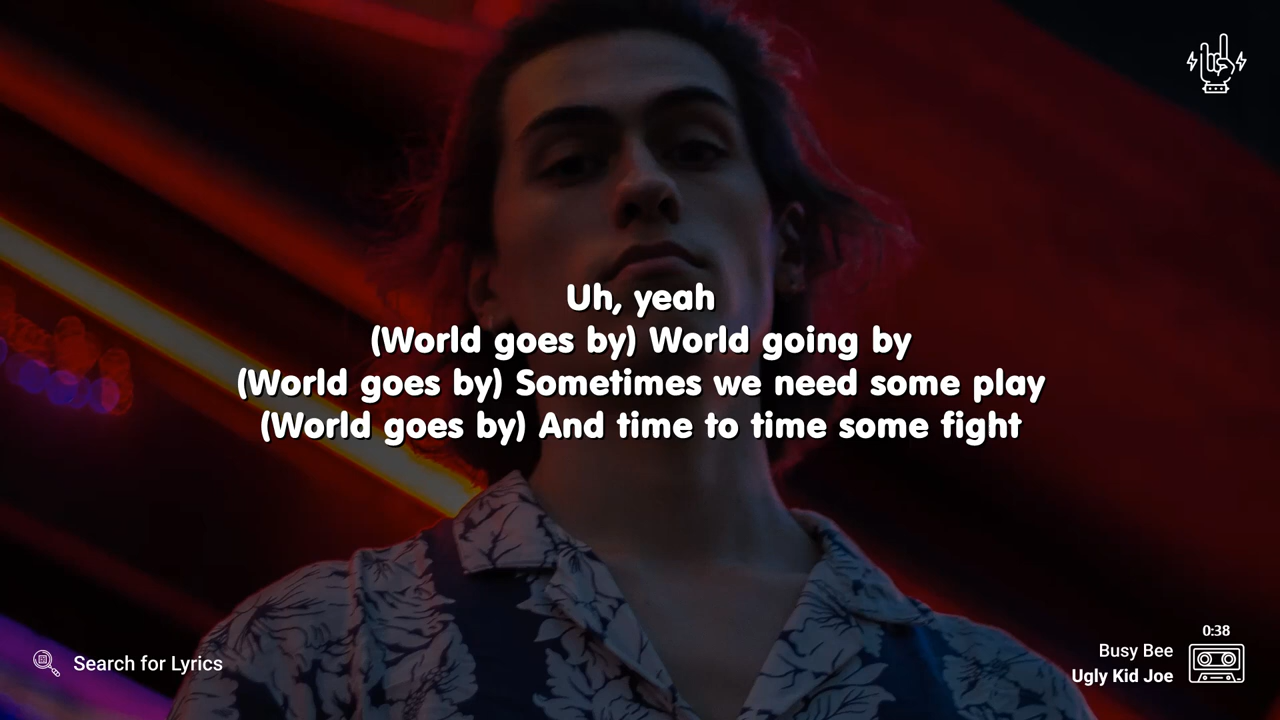 Uh, yeah
(World goes by) World going by
(World goes by) Sometimes we need some play
(World goes by) And time to time some fight
0:38
Busy Bee
Search for Lyrics
Ugly Kid Joe